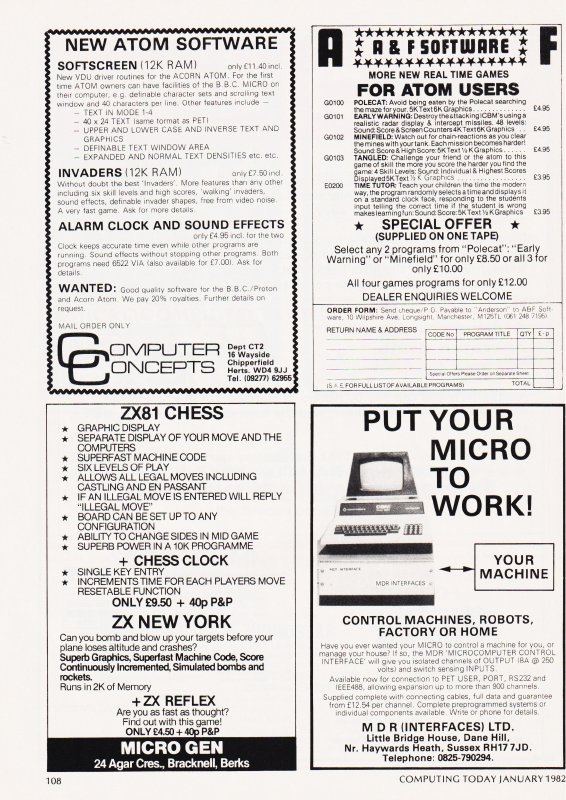 NEW ATOM SOFTWARE
SOFTSCREEN (12K RAM) only £11.40 incl.
New VDU driver routines for the ACORN ATOM. For the first
time ATOM owners can have facilities of the B.B.C. MICRO on
their computer, e.g. definable character sets and scrolling text
window and 40 characters per line. Other features include —
— TEXT IN MODE 1-4
— 40 x 24 TEXT (same format as PET)
— UPPER AND LOWER CASE AND INVERSE TEXT AND
GRAPHICS
— DEFINABLE TEXT WINDOW AREA
— EXPANDED AND NORMAL TEXT DENSITIES etc. etc.
INVADERS (12K RAM) only £7.50 incl.
Without doubt the best 'Invaders'. More features than any other
including six skill levels and high scores, 'walking' invaders,
sound effects, definable invader shapes, free from video noise.
A very fast game. Ask for more details.
ALARM CLOCK AND SOUND EFFECTS
only £4.95 incl. for the two
Clock keeps accurate time even while other programs are
running. Sound effects without stopping other programs. Both
programs need 6522 VIA (also available for £7.00). Ask for
details.
WANTED: Good quality software for the B.B.C./Proton
and Acorn Atom. We pay 20% royalties. Further details on
request.
MAIL ORDER ONLY
COMPUTER
CONCEPTS
Dept CT2
16 Wayside
Chipperfield
Herts. WD4 9JJ
Tel. (09277) 62955
A A & F SOFTWARE F
MORE NEW REAL TIME GAMES
FOR ATOM USERS
G0100 POLECAT: Avoid being eaten by the Polecat searching
the maze for your. 5K Text 6K Graphics £4.95
G0101 EARLY WARNING: Destroy the attacking ICBM's using a
realistic radar display & intercept missiles. 48 levels:
Sound: Score & Screen Counters 4K Text 6K Graphics £4.95
G0102 MINEFIELD: Watch out for chain-reactions as you clear
the mines with your tank. Each mission becomes harder!
Sound: Score & High Score: 5K Text ½ K Graphics £3.95
G0103 TANGLED: Challenge your friend or the atom to this
game of skill the more you score the harder you find the
game: 4 Skill Levels: Sound: Individual & Highest Scores
Displayed 5K Text ½ K Graphics £3.95
E0200 TIME TUTOR: Teach your children the time the modern
way, the program randomly selects a time and displays it
on a standard clock face, responding to the students
input telling the correct time if the student is wrong
makes learning fun: Sound: Score: 5K Text ½ K Graphics £3.95
★ SPECIAL OFFER ★
(SUPPLIED ON ONE TAPE)
Select any 2 programs from "Polecat": "Early
Warning" or "Minefield" for only £8.50 or all 3 for
only £10.00
All four games programs for only £12.00
DEALER ENQUIRIES WELCOME
ORDER FORM: Send cheque/P.O. Payable to "Anderson" to A&F Soft-
ware, 10 Wilpshire Ave, Longsight, Manchester, M125TL (061 248 7195)
RETURN NAME & ADDRESS
CODE No PROGRAM TITLE QTY £ - p
Special Offers Please Order on Separate Sheet
(S.A.E. FOR FULL LIST OF AVAILABLE PROGRAMS) TOTAL
ZX81 CHESS
★ GRAPHIC DISPLAY
★ SEPARATE DISPLAY OF YOUR MOVE AND THE
COMPUTERS
★ SUPERFAST MACHINE CODE
★ SIX LEVELS OF PLAY
★ ALLOWS ALL LEGAL MOVES INCLUDING
CASTLING AND EN PASSANT
★ IF AN ILLEGAL MOVE IS ENTERED WILL REPLY
"ILLEGAL MOVE"
★ BOARD CAN BE SET UP TO ANY
CONFIGURATION
★ ABILITY TO CHANGE SIDES IN MID GAME
★ SUPERB POWER IN A 10K PROGRAMME
+ CHESS CLOCK
★ SINGLE KEY ENTRY
★ INCREMENTS TIME FOR EACH PLAYERS MOVE
RESETABLE FUNCTION
ONLY £9.50 + 40p P&P
ZX NEW YORK
Can you bomb and blow up your targets before your
plane loses altitude and crashes?
Superb Graphics, Superfast Machine Code, Score
Continuously Incremented, Simulated bombs and
rockets.
Runs in 2K of Memory
+ ZX REFLEX
Are you as fast as thought?
Find out with this game!
ONLY £4.50 + 40p P&P
MICRO GEN
24 Agar Cres., Bracknell, Berks
PUT YOUR
MICRO
TO
WORK!
PET INTERFACE
MDR INTERFACES
YOUR
MACHINE
CONTROL MACHINES, ROBOTS,
FACTORY OR HOME
Have you ever wanted your MICRO to control a machine for you, or
manage your house? If so, the MDR 'MICROCOMPUTER CONTROL
INTERFACE' will give you isolated channels of OUTPUT (8A @ 250
volts) and switch sensing INPUTS.
Available now for connection to PET USER, PORT, RS232 and
IEEE488, allowing expansion up to more than 900 channels.
Supplied complete with connecting cables, full data and guarantee
from £12.54 per channel. Complete preprogrammed systems or
individual components available. Write or phone for details.
M D R (INTERFACES) LTD.
Little Bridge House, Dane Hill,
Nr. Haywards Heath, Sussex RH17 7JD.
Telephone: 0825-790294.
108
COMPUTING TODAY JANUARY 1982